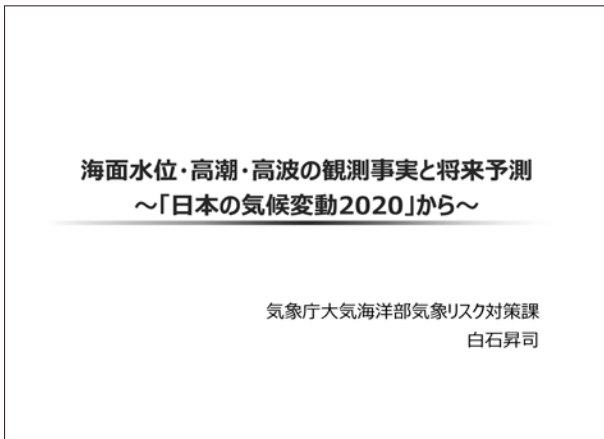 海面水位・高潮・高波の観測事実と将来予測
～「日本の気候変動2020」から～
気象庁大気海洋部気象リスク対策課
白石昇司